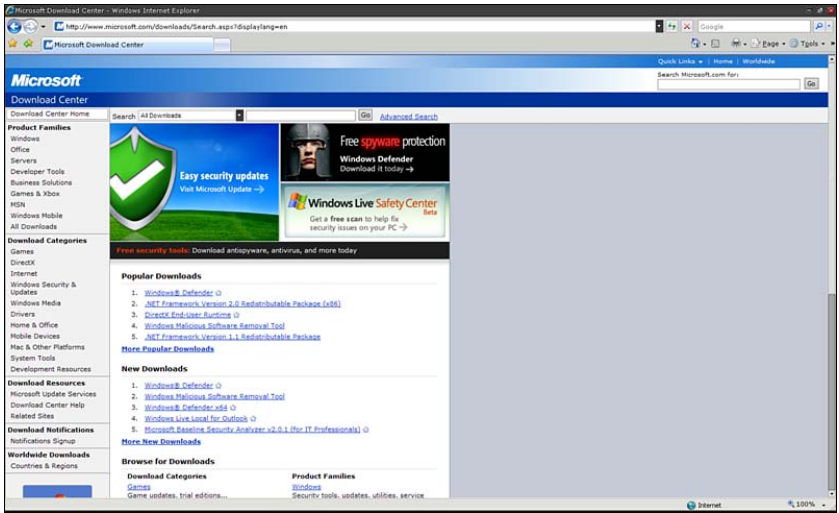 Microsoft Download Center - Windows Internet Explorer
http://www.microsoft.com/downloads/Search.aspx?displaylang=en
Google
Microsoft Download Center
Page
Tools
Quick Links | Home | Worldwide
Microsoft
Search Microsoft.com for:
Go
Download Center
Download Center Home
Search All Downloads Go Advanced Search
Product Families
Windows
Office
Servers
Developer Tools
Business Solutions
Games & Xbox
MSN
Windows Mobile
All Downloads
Download Categories
Games
DirectX
Internet
Windows Security &
Updates
Windows Media
Drivers
Home & Office
Mobile Devices
Mac & Other Platforms
System Tools
Development Resources
Download Resources
Microsoft Update Services
Download Center Help
Related Sites
Download Notifications
Notifications Signup
Worldwide Downloads
Countries & Regions
Easy security updates
Visit Microsoft Update
Free spyware protection
Windows Defender
Download it today
Windows Live Safety Center
Beta
Get a free scan to help fix
security issues on your PC
Free security tools: Download antispyware, antivirus, and more today
Popular Downloads
1. Windows® Defender
2. .NET Framework Version 2.0 Redistributable Package (x86)
3. DirectX End-User Runtime
4. Windows Malicious Software Removal Tool
5. .NET Framework Version 1.1 Redistributable Package
More Popular Downloads
New Downloads
1. Windows® Defender
2. Windows Malicious Software Removal Tool
3. Windows® Defender x64
4. Windows Live Local for Outlook
5. Microsoft Baseline Security Analyzer v2.0.1 (for IT Professionals)
More New Downloads
Browse for Downloads
Download Categories
Games
Game updates, trial editions...
Product Families
Windows
Security tools, updates, utilities, service
Internet
100%